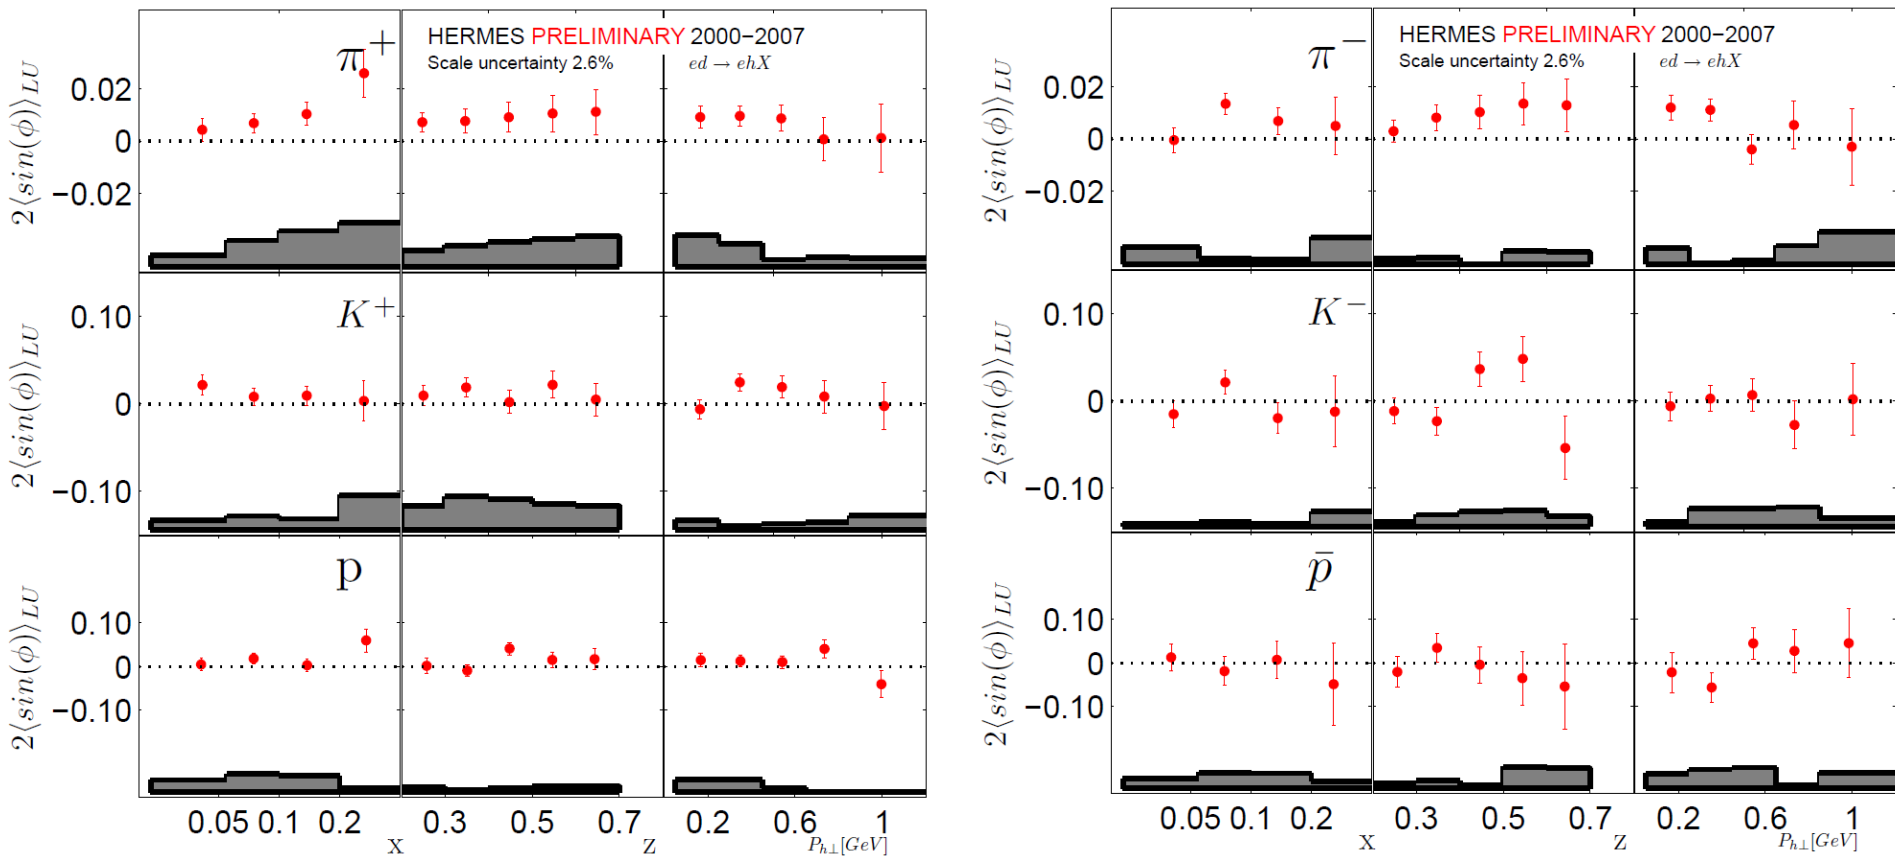 π+
HERMES PRELIMINARY 2000−2007
Scale uncertainty 2.6%
ed → ehX
2⟨sin(ϕ)⟩LU
0.02
0
−0.02
K+
2⟨sin(ϕ)⟩LU
0.10
0
−0.10
p
2⟨sin(ϕ)⟩LU
0.10
0
−0.10
0.05 0.1 0.2
X
0.3 0.5 0.7
Z
0.2 0.6 1
Ph⊥[GeV]
π−
HERMES PRELIMINARY 2000−2007
Scale uncertainty 2.6%
ed → ehX
2⟨sin(ϕ)⟩LU
0.02
0
−0.02
K−
2⟨sin(ϕ)⟩LU
0.10
0
−0.10
p̄
2⟨sin(ϕ)⟩LU
0.10
0
−0.10
0.05 0.1 0.2
X
0.3 0.5 0.7
Z
0.2 0.6 1
Ph⊥[GeV]